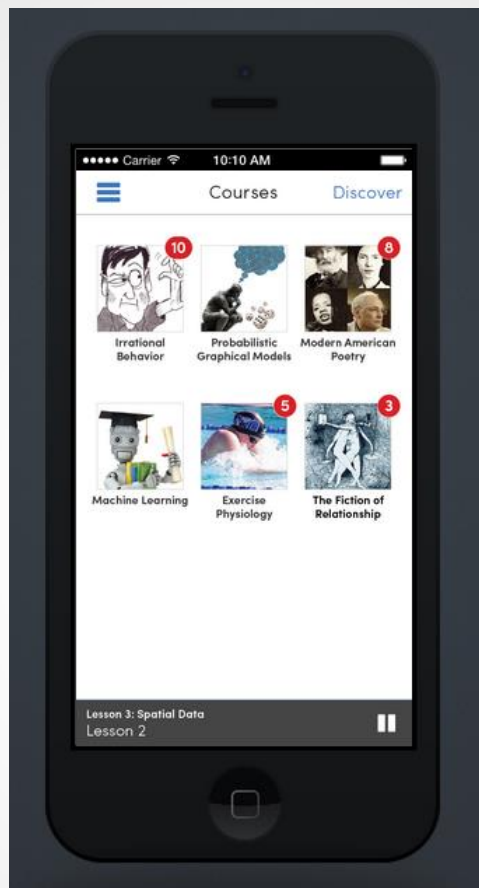 Carrier 10:10 AM
Courses Discover
10
8
Irrational
Behavior
Probabilistic
Graphical Models
Modern American
Poetry
5
3
Machine Learning
Exercise
Physiology
The Fiction of
Relationship
Lesson 3: Spatial Data
Lesson 2